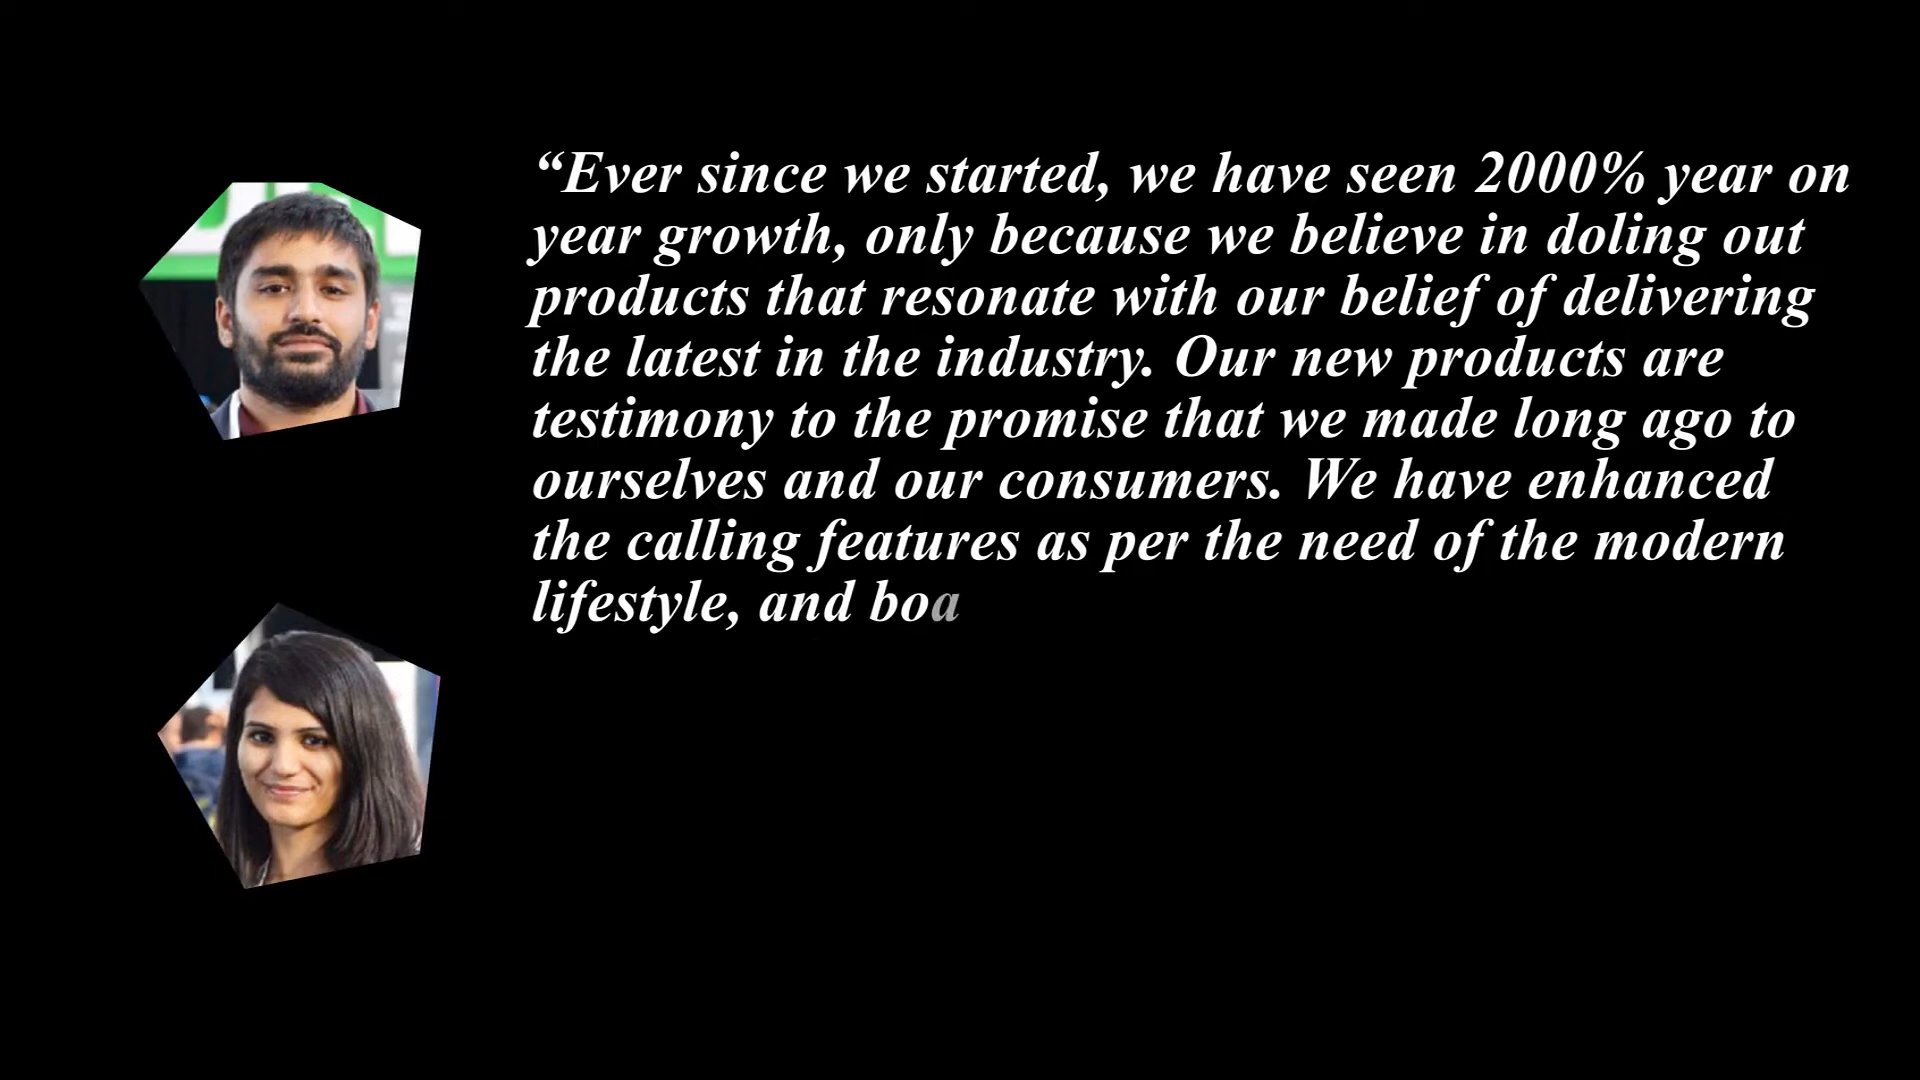 “Ever since we started, we have seen 2000% year on
year growth, only because we believe in doling out
products that resonate with our belief of delivering
the latest in the industry. Our new products are
testimony to the promise that we made long ago to
ourselves and our consumers. We have enhanced
the calling features as per the need of the modern
lifestyle, and boa